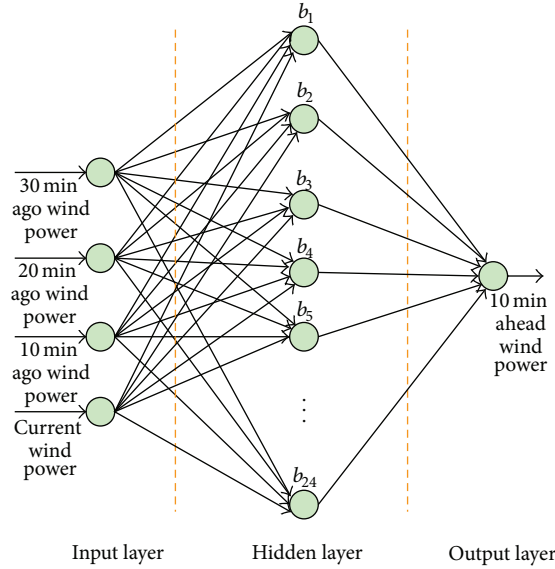 b1
b2
b3
b4
b5
⋮
b24
30 min
ago wind
power
20 min
ago wind
power
10 min
ago wind
power
Current
wind
power
10 min
ahead
wind
power
Input layer
Hidden layer
Output layer